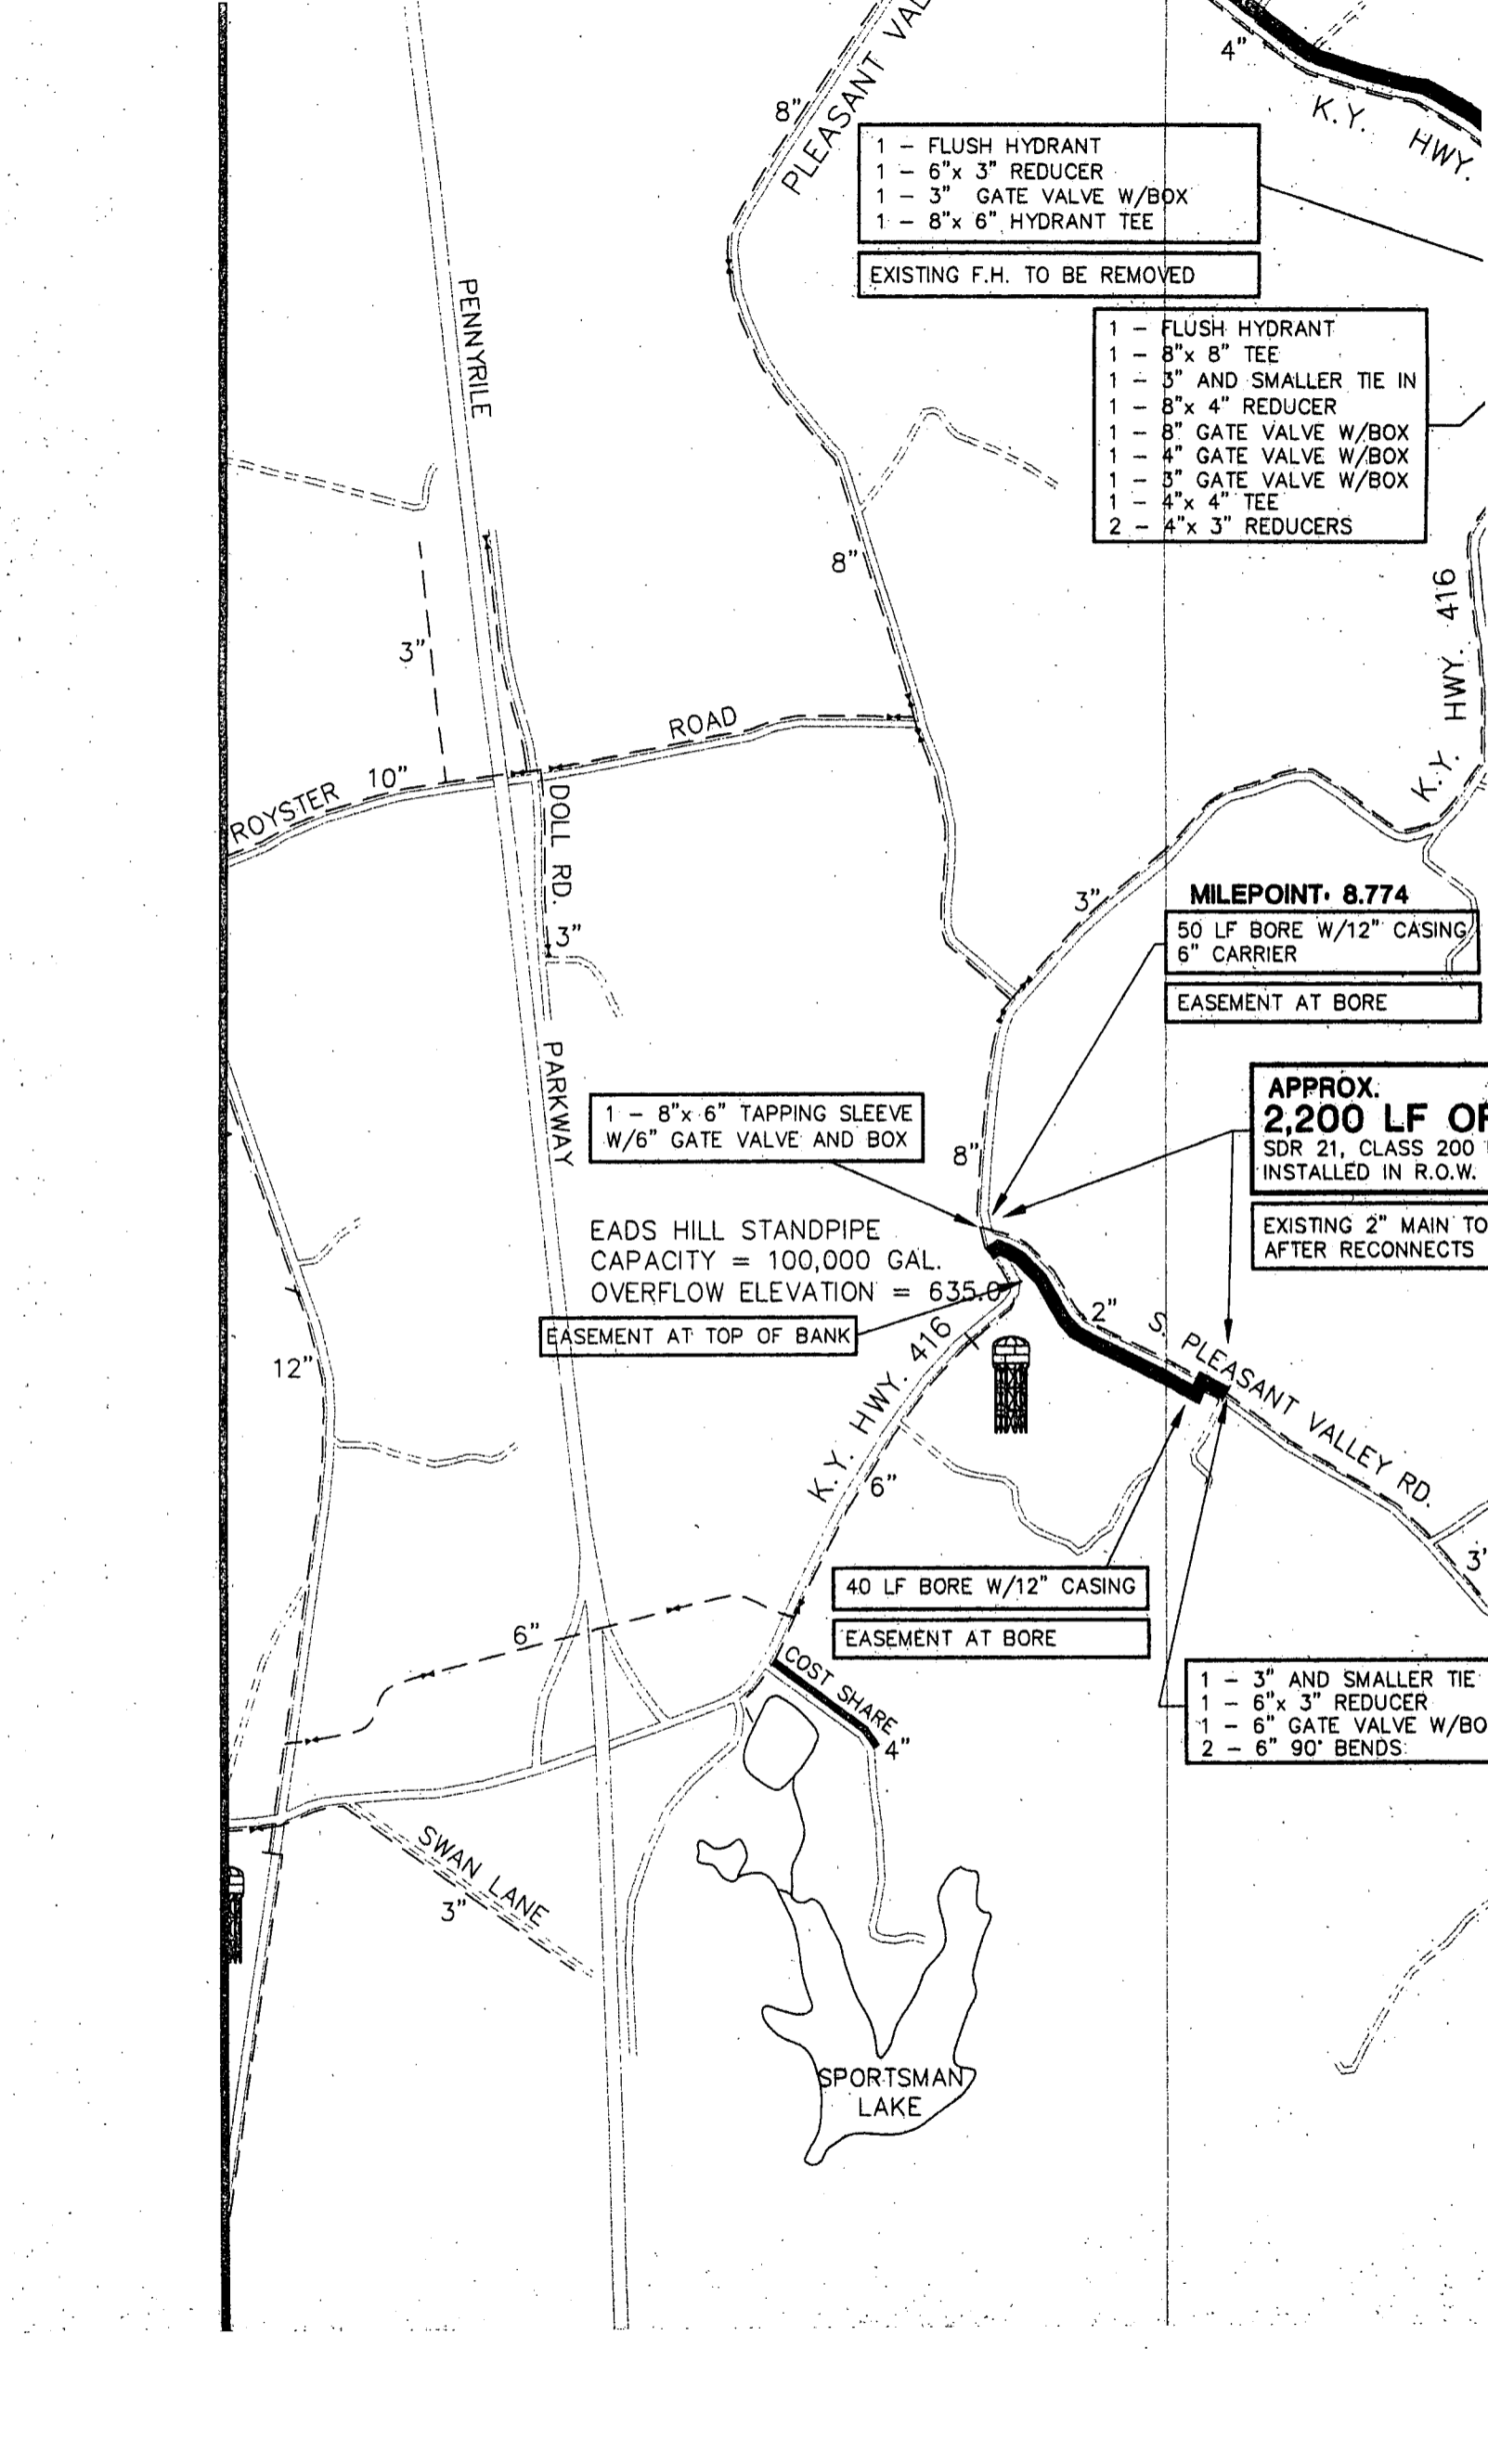 4"
K.Y. HWY.
8"
PLEASANT
1 - FLUSH HYDRANT
1 - 6"x 3" REDUCER
1 - 3" GATE VALVE W/BOX
1 - 8"x 6" HYDRANT TEE
EXISTING F.H. TO BE REMOVED
1 - FLUSH HYDRANT
1 - 8"x 8" TEE
1 - 3" AND SMALLER TIE IN
1 - 8"x 4" REDUCER
1 - 8" GATE VALVE W/BOX
1 - 4" GATE VALVE W/BOX
1 - 3" GATE VALVE W/BOX
1 - 4"x 4" TEE
2 - 4"x 3" REDUCERS
PENNYRILE
8"
K.Y. HWY. 416
3"
ROAD
10"
ROYSTER
DOLL RD.
3"
3"
MILEPOINT· 8.774
50 LF BORE W/12" CASING
6" CARRIER
EASEMENT AT BORE
PARKWAY
APPROX.
2,200 LF
SDR 21, CLASS 200
INSTALLED IN R.O.W.
1 - 8"x 6" TAPPING SLEEVE
W/6" GATE VALVE AND BOX
8"
EXISTING 2" MAIN TO
AFTER RECONNECTS
EADS HILL STANDPIPE
CAPACITY = 100,000 GAL.
OVERFLOW ELEVATION = 635.0
EASEMENT AT TOP OF BANK
2"
S. PLEASANT VALLEY RD.
12"
K.Y. HWY. 416
6"
3"
40 LF BORE W/12" CASING
EASEMENT AT BORE
6"
COST SHARE
4"
1 - 3" AND SMALLER TIE
1 - 6"x 3" REDUCER
1 - 6" GATE VALVE
2 - 6" 90° BENDS
SWAN LANE
3"
SPORTSMAN
LAKE